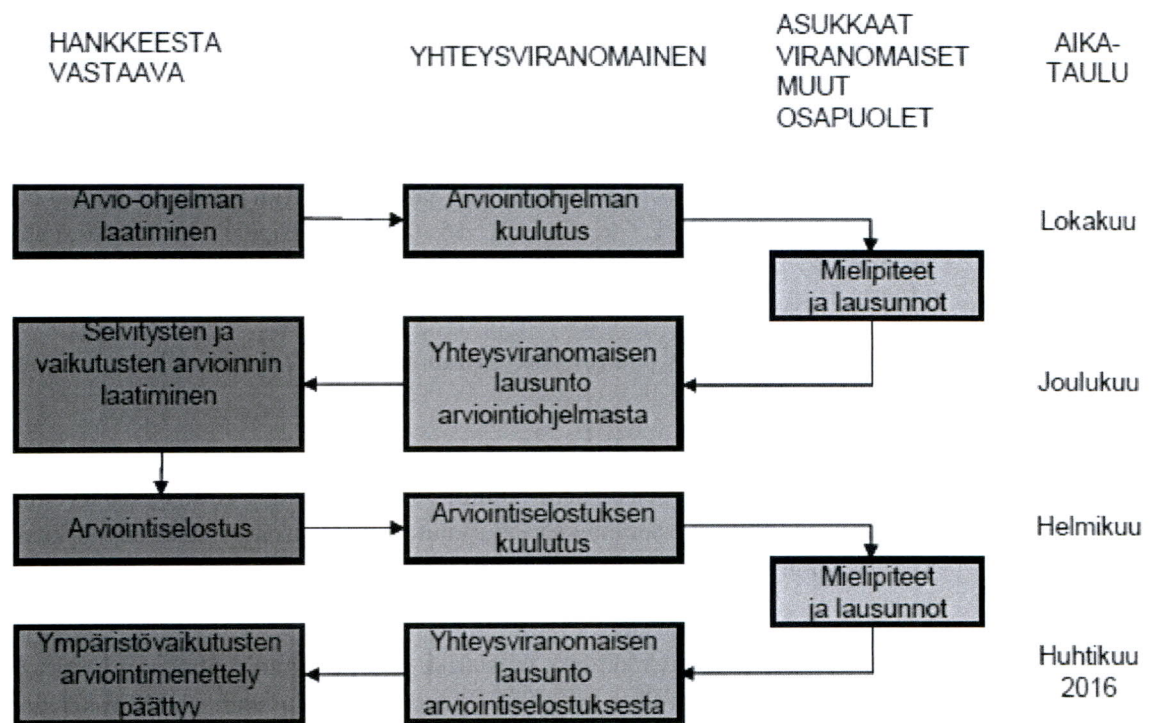 HANKKEESTA
VASTAAVA
YHTEYSVIRANOMAINEN
ASUKKAAT
VIRANOMAISET
MUUT
OSAPUOLET
AIKA-
TAULU
Arvio-ohjelman
laatiminen
Arviointiohjelman
kuulutus
Lokakuu
Mielipiteet
ja lausunnot
Selvitysten ja
vaikutusten arvioinnin
laatiminen
Yhteysviranomaisen
lausunto
arviointiohjelmasta
Joulukuu
Arviointiselostus
Arviointiselostuksen
kuulutus
Helmikuu
Mielipiteet
ja lausunnot
Ympäristövaikutusten
arviointimenettely
päättyy
Yhteysviranomaisen
lausunto
arviointiselostuksesta
Huhtikuu
2016